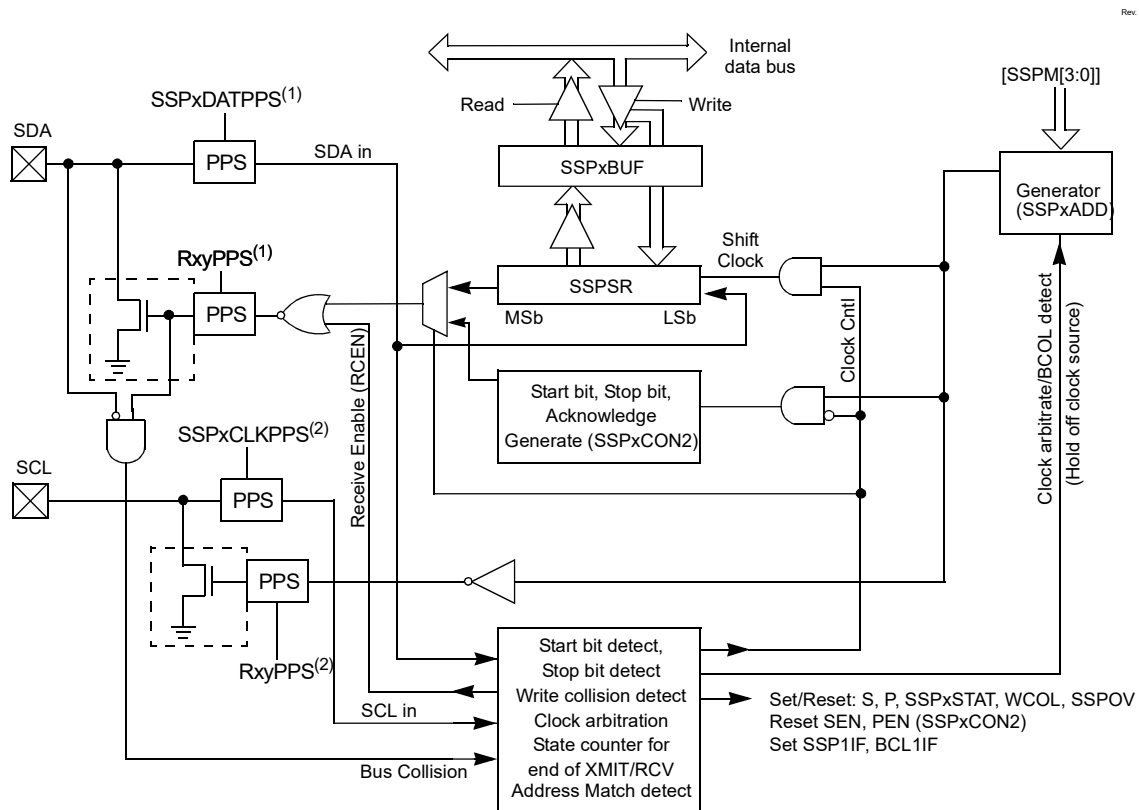 Rev.
Internal
data bus
[SSPM[3:0]]
SSPxDATPPS(1)
Read
Write
SDA
PPS
SDA in
SSPxBUF
Generator
(SSPxADD)
RxyPPS(1)
Shift
Clock
PPS
SSPSR
MSb
LSb
Clock Cntl
Clock arbitrate/BCOL detect
(Hold off clock source)
Receive Enable (RCEN)
Start bit, Stop bit,
Acknowledge
Generate (SSPxCON2)
SSPxCLKPPS(2)
SCL
PPS
PPS
RxyPPS(2)
SCL in
Bus Collision
Start bit detect,
Stop bit detect
Write collision detect
Clock arbitration
State counter for
end of XMIT/RCV
Address Match detect
Set/Reset: S, P, SSPxSTAT, WCOL, SSPOV
Reset SEN, PEN (SSPxCON2)
Set SSP1IF, BCL1IF